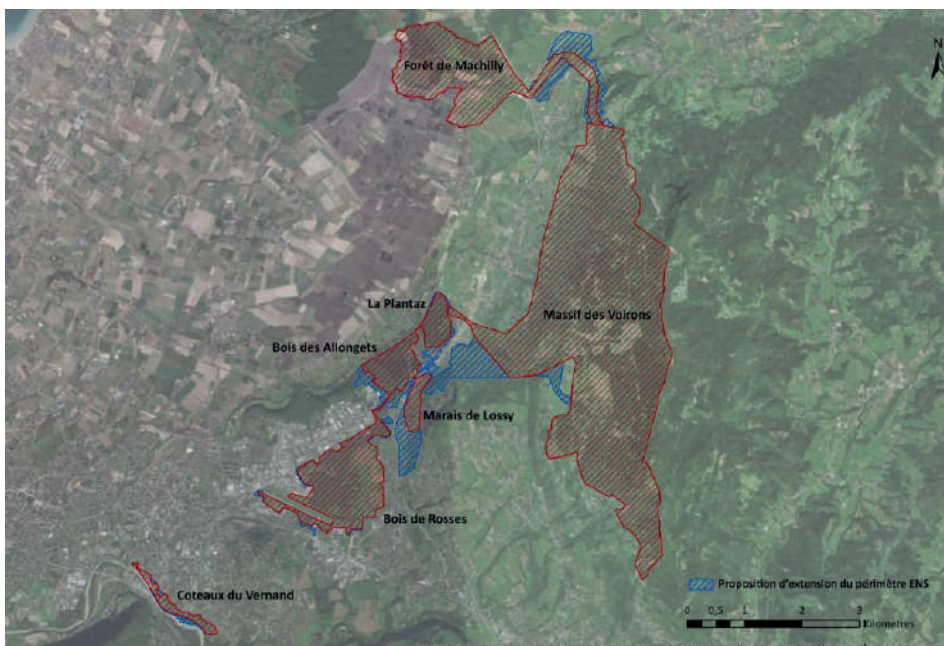 N
Forêt de Machilly
La Plantaz
Massif des Voirons
Bois des Allongets
Marais de Lossy
Bois de Rosses
Coteaux du Vernand
Proposition d'extension du périmètre ENS
0 0,5 1 2 3
Kilomètres